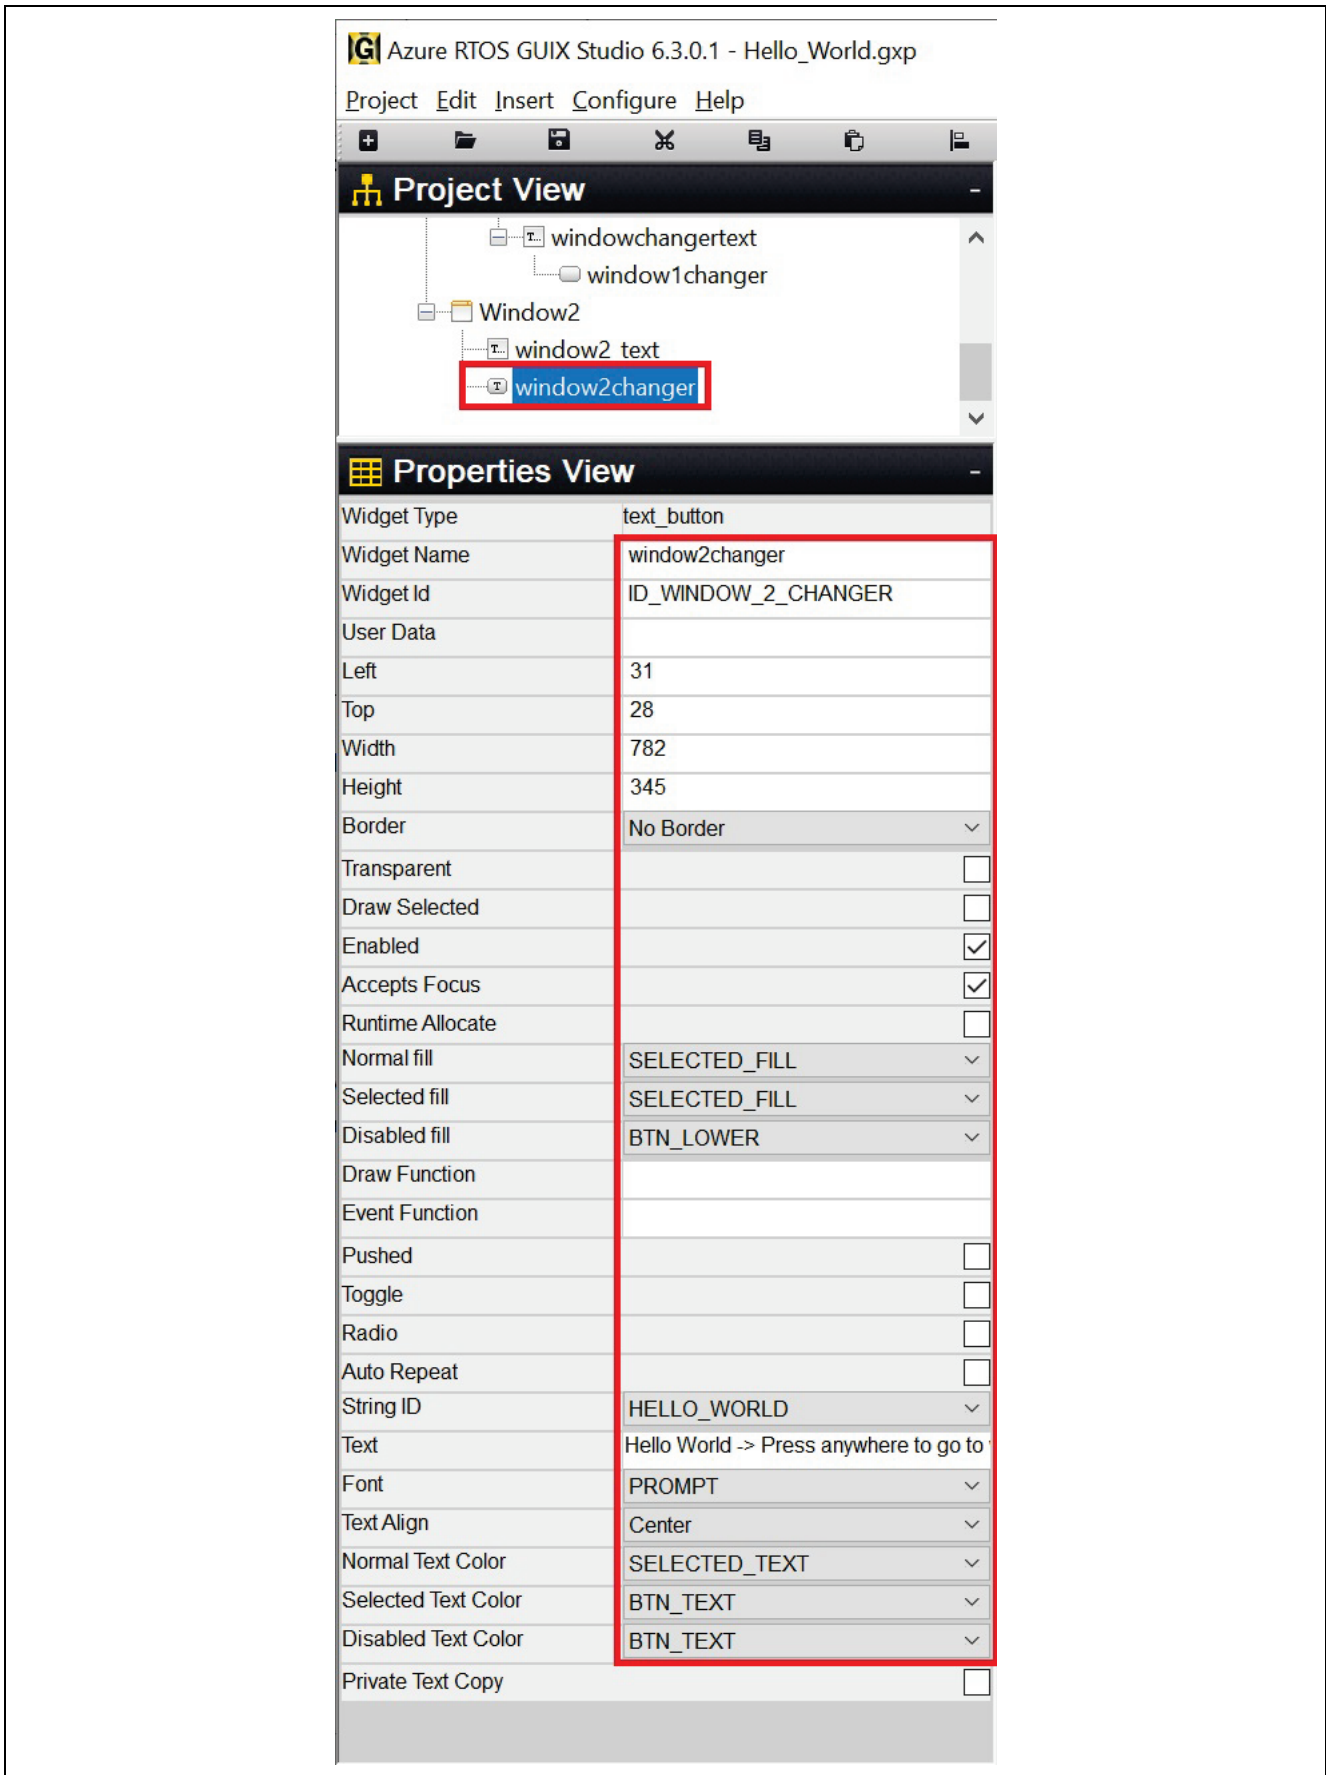 Azure RTOS GUIX Studio 6.3.0.1 - Hello_World.gxp
Project Edit Insert Configure Help
Project View
windowchangertext
window1changer
Window2
window2_text
window2changer
Properties View
Widget Type text_button
Widget Name window2changer
Widget Id ID_WINDOW_2_CHANGER
User Data
Left 31
Top 28
Width 782
Height 345
Border No Border
Transparent
Draw Selected
Enabled
Accepts Focus
Runtime Allocate
Normal fill SELECTED_FILL
Selected fill SELECTED_FILL
Disabled fill BTN_LOWER
Draw Function
Event Function
Pushed
Toggle
Radio
Auto Repeat
String ID HELLO_WORLD
Text Hello World -> Press anywhere to go to
Font PROMPT
Text Align Center
Normal Text Color SELECTED_TEXT
Selected Text Color BTN_TEXT
Disabled Text Color BTN_TEXT
Private Text Copy